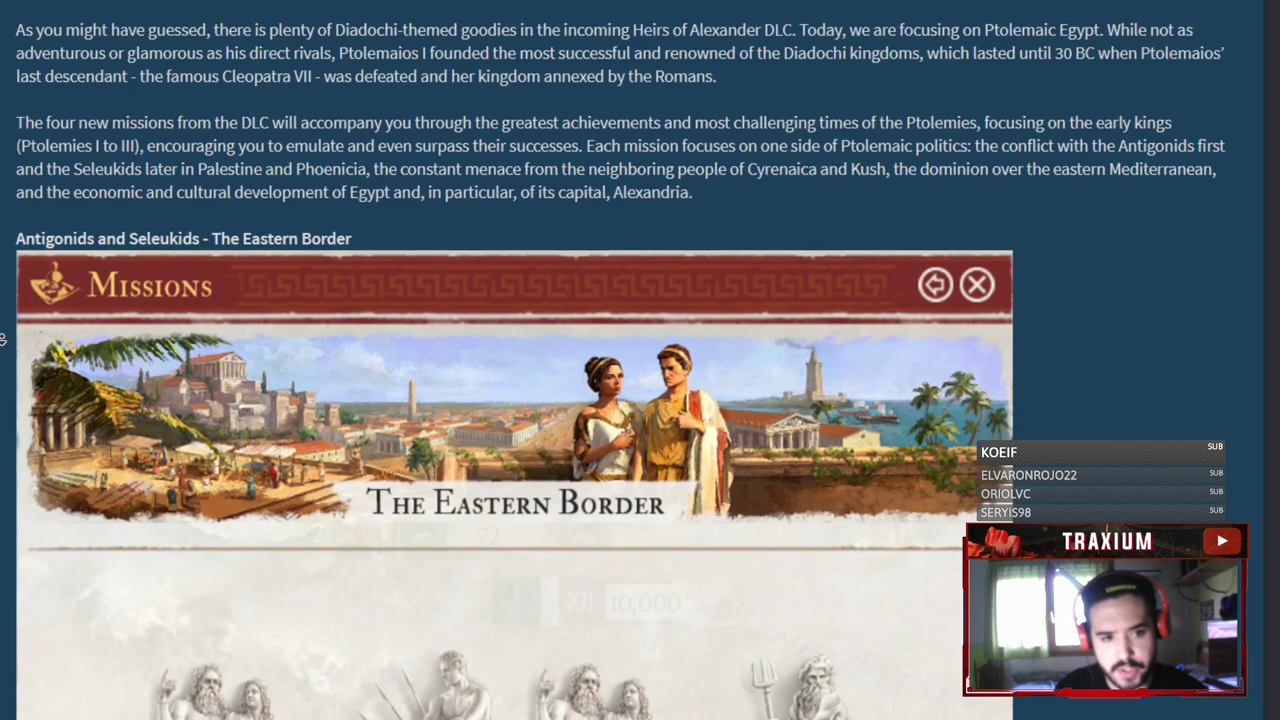 As you might have guessed, there is plenty of Diadochi-themed goodies in the incoming Heirs of Alexander DLC. Today, we are focusing on Ptolemaic Egypt. While not as
adventurous or glamorous as his direct rivals, Ptolemaios I founded the most successful and renowned of the Diadochi kingdoms, which lasted until 30 BC when Ptolemaios’
last descendant - the famous Cleopatra VII - was defeated and her kingdom annexed by the Romans.
The four new missions from the DLC will accompany you through the greatest achievements and most challenging times of the Ptolemies, focusing on the early kings
(Ptolemies I to III), encouraging you to emulate and even surpass their successes. Each mission focuses on one side of Ptolemaic politics: the conflict with the Antigonids first
and the Seleukids later in Palestine and Phoenicia, the constant menace from the neighboring people of Cyrenaica and Kush, the dominion over the eastern Mediterranean,
and the economic and cultural development of Egypt and, in particular, of its capital, Alexandria.
Antigonids and Seleukids - The Eastern Border
Missions
The Eastern Border
72
XII 10,000
KOEIF SUB
ELVARONROJO22 SUB
ORIOLVC SUB
SERYIS98 SUB
TRAXIUM